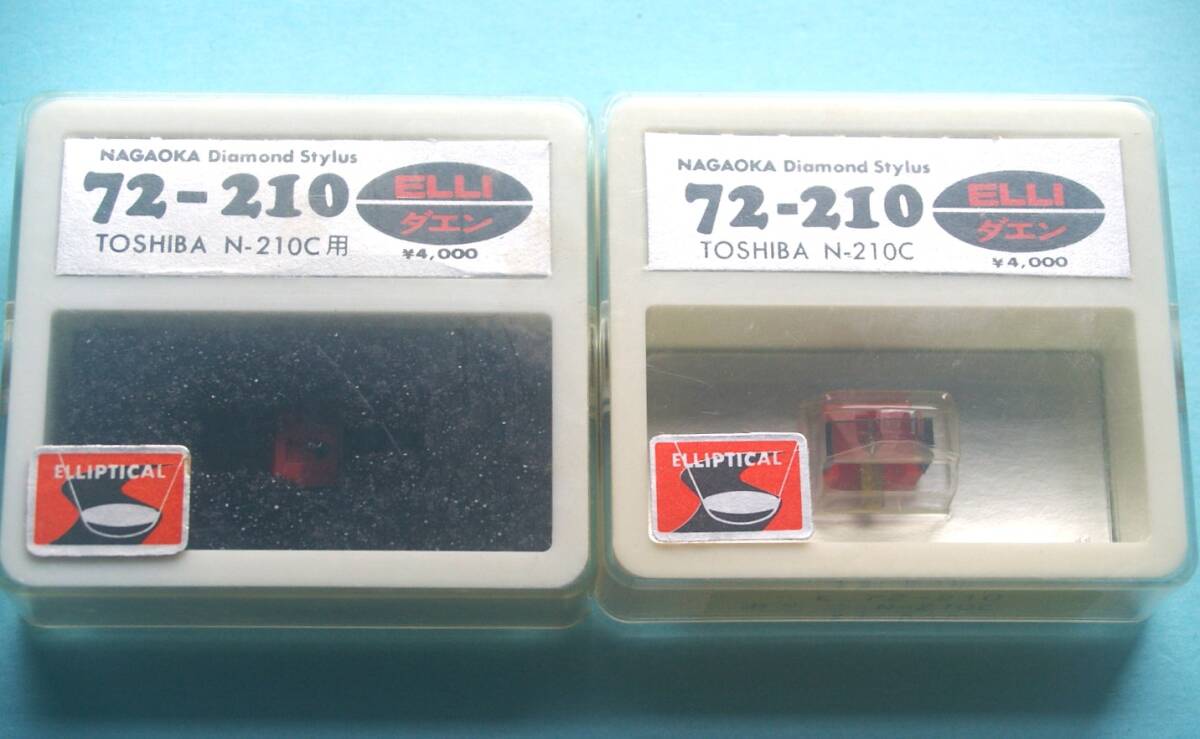 NAGAOKA Diamond Stylus
72-210
TOSHIBA N-210C用
ELLI
ダエン
¥4,000
ELLIPTICAL
NAGAOKA Diamond Stylus
72-210
TOSHIBA N-210C
ELLI
ダエン
¥4,000
ELLIPTICAL